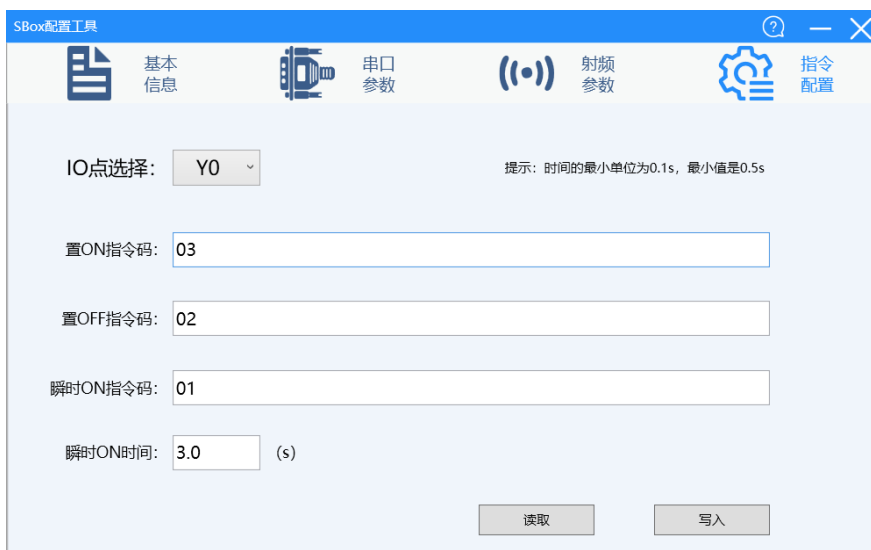 SBox配置工具
基本
信息
串口
参数
射频
参数
指令
配置
IO点选择： Y0
提示：时间的最小单位为0.1s，最小值是0.5s
置ON指令码： 03
置OFF指令码： 02
瞬时ON指令码： 01
瞬时ON时间： 3.0 (s)
读取 写入